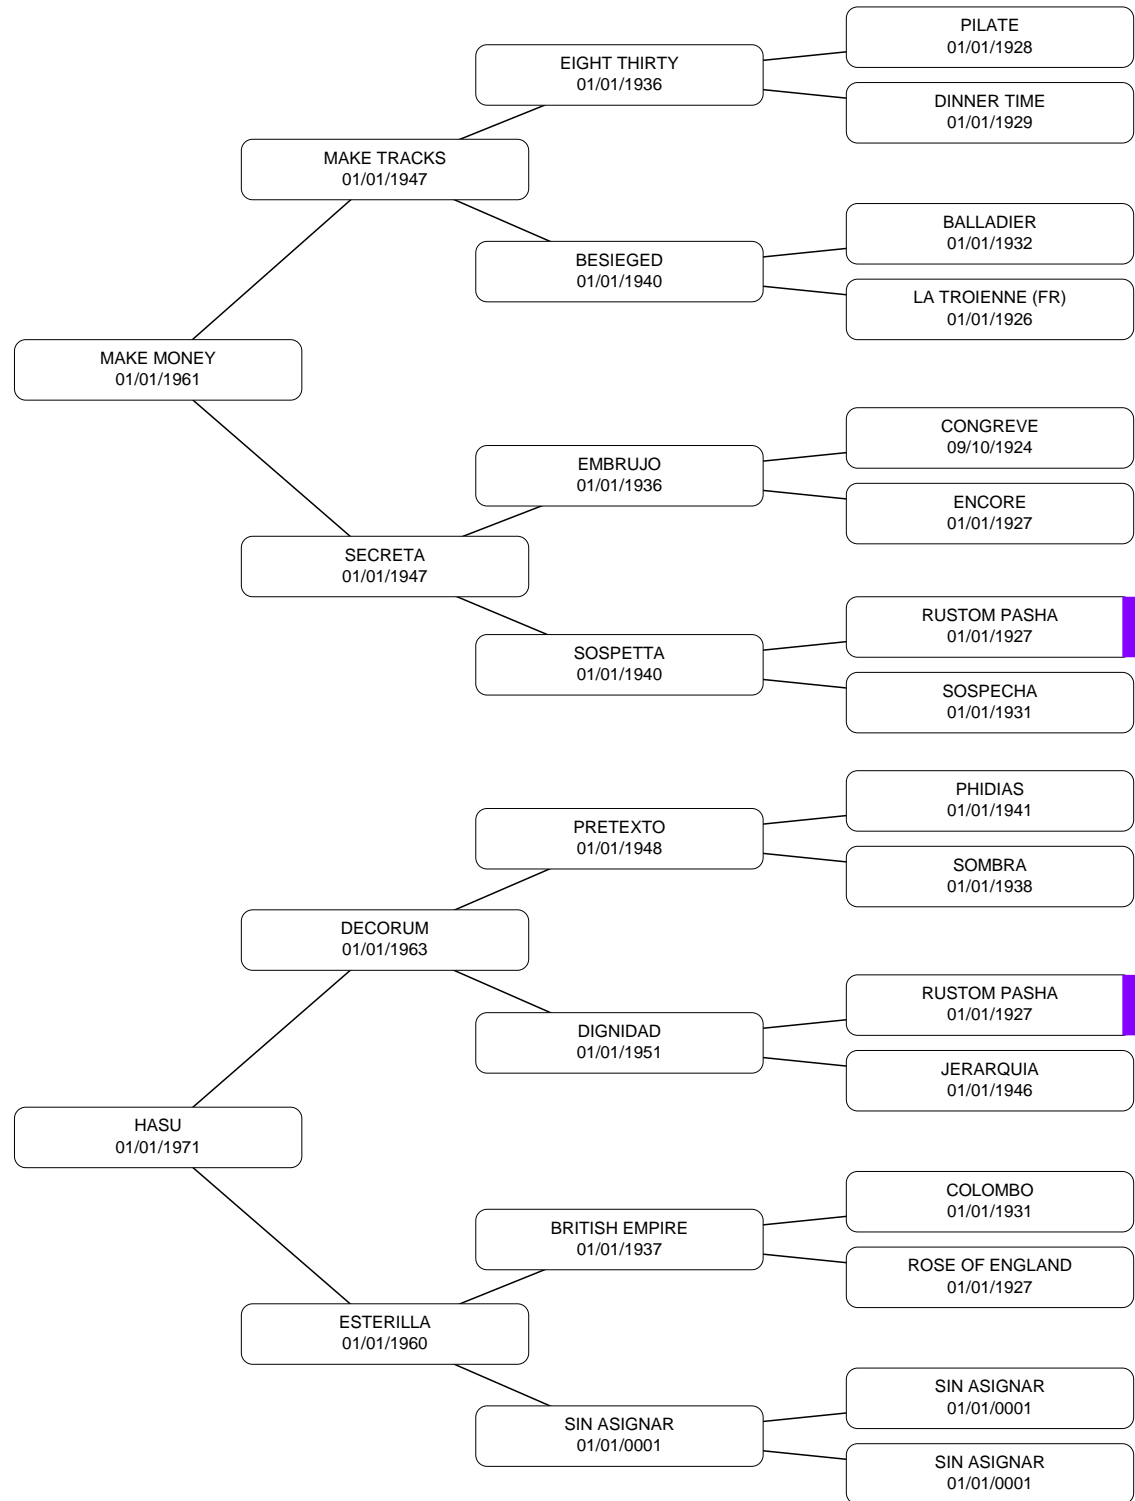 PILATE
01/01/1928
EIGHT THIRTY
01/01/1936
DINNER TIME
01/01/1929
MAKE TRACKS
01/01/1947
BALLADIER
01/01/1932
BESIEGED
01/01/1940
LA TROIENNE (FR)
01/01/1926
MAKE MONEY
01/01/1961
CONGREVE
09/10/1924
EMBRUJO
01/01/1936
ENCORE
01/01/1927
SECRETA
01/01/1947
RUSTOM PASHA
01/01/1927
SOSPETTA
01/01/1940
SOSPECHA
01/01/1931
PHIDIAS
01/01/1941
PRETEXTO
01/01/1948
SOMBRA
01/01/1938
DECORUM
01/01/1963
RUSTOM PASHA
01/01/1927
DIGNIDAD
01/01/1951
JERARQUIA
01/01/1946
HASU
01/01/1971
COLOMBO
01/01/1931
BRITISH EMPIRE
01/01/1937
ROSE OF ENGLAND
01/01/1927
ESTERILLA
01/01/1960
SIN ASIGNAR
01/01/0001
SIN ASIGNAR
01/01/0001
SIN ASIGNAR
01/01/0001